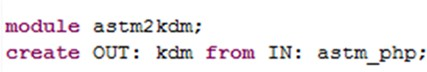 module astm2kdm;
create OUT: kdm from IN: astm_php;